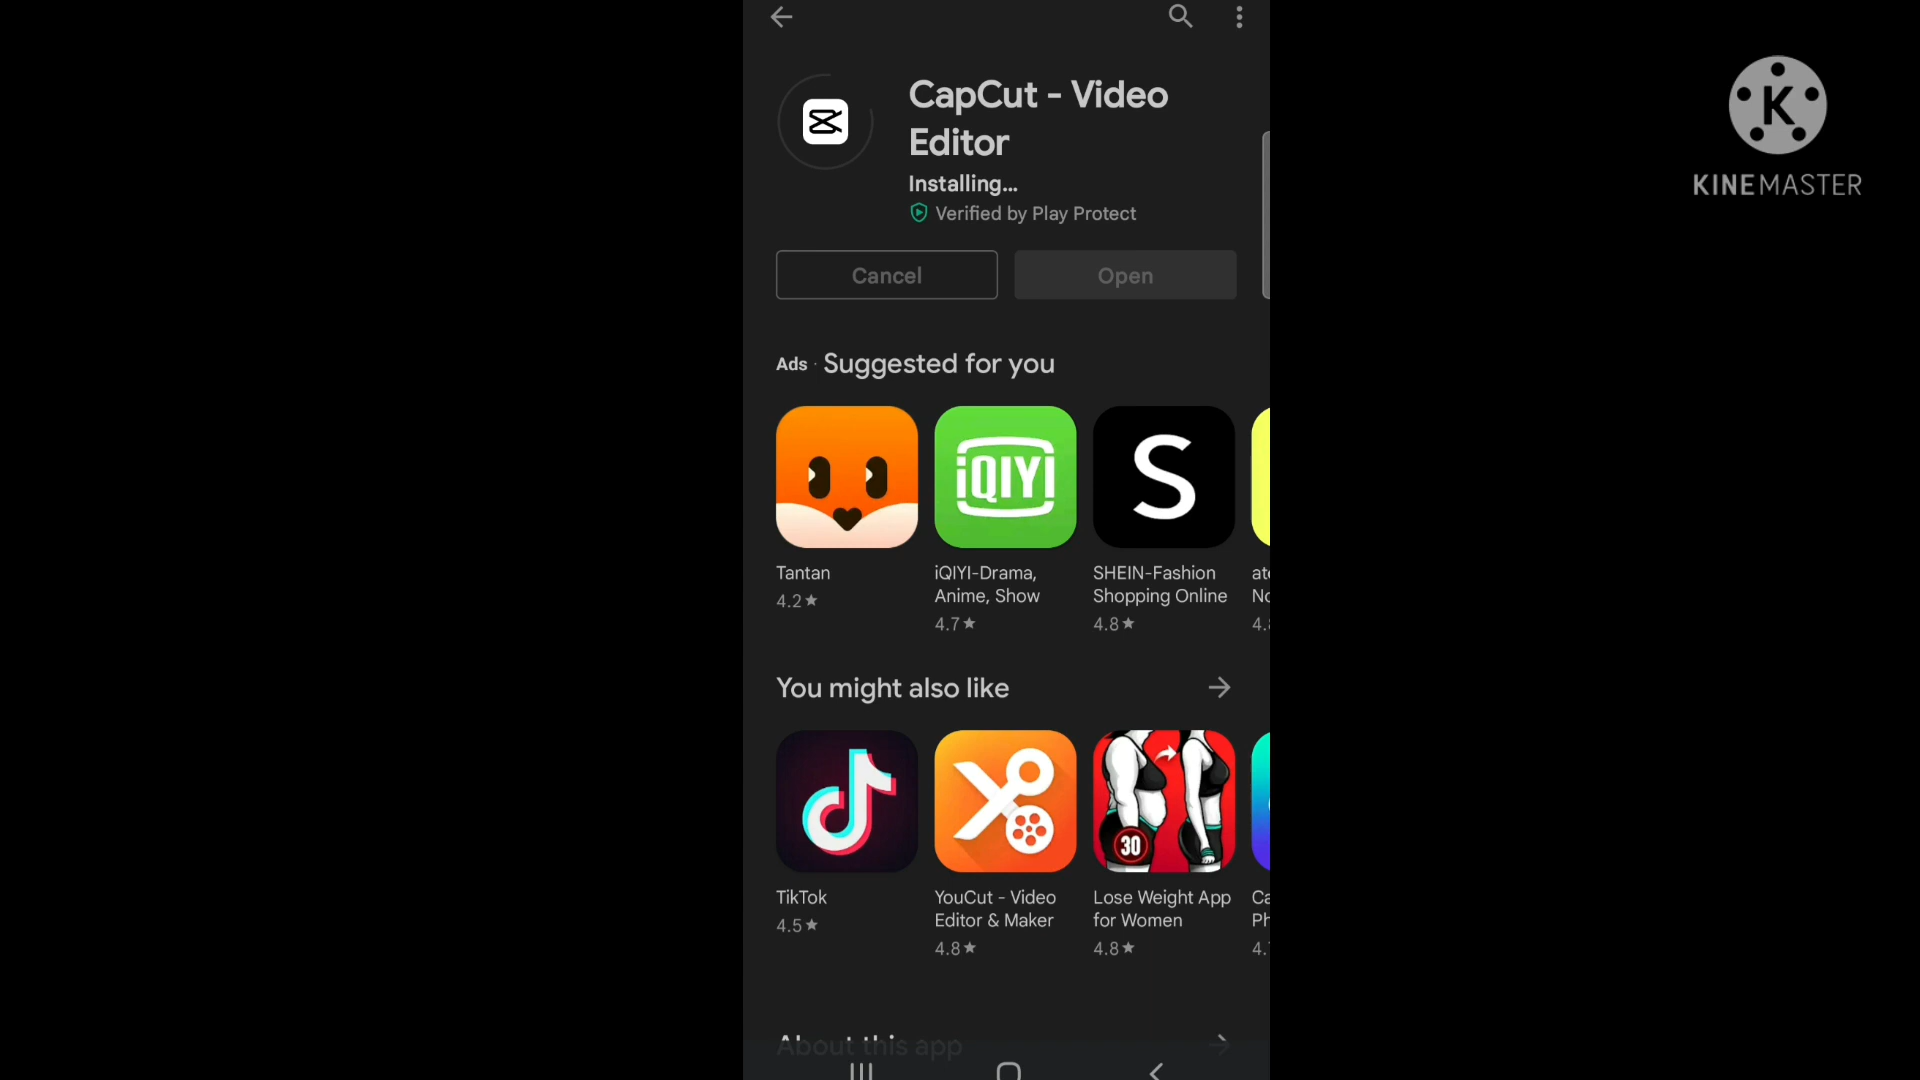 CapCut - Video
Editor
Installing...
Verified by Play Protect
Cancel
Open
Ads · Suggested for you
Tantan
4.2★
iQIYI
iQIYI-Drama,
Anime, Show
4.7★
S
SHEIN-Fashion
Shopping Online
4.8★
You might also like
TikTok
4.5★
YouCut - Video
Editor & Maker
4.8★
30
Lose Weight App
for Women
4.8★
About this app
K
KINEMASTER